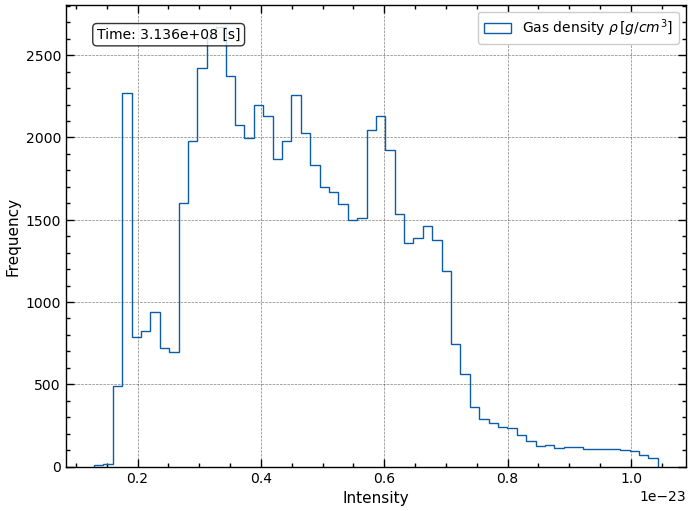 Time: 3.136e+08 [s]
Gas density ρ [g/cm³]
2500
2000
1500
1000
500
0
Frequency
0.2 0.4 0.6 0.8 1.0
1e−23
Intensity